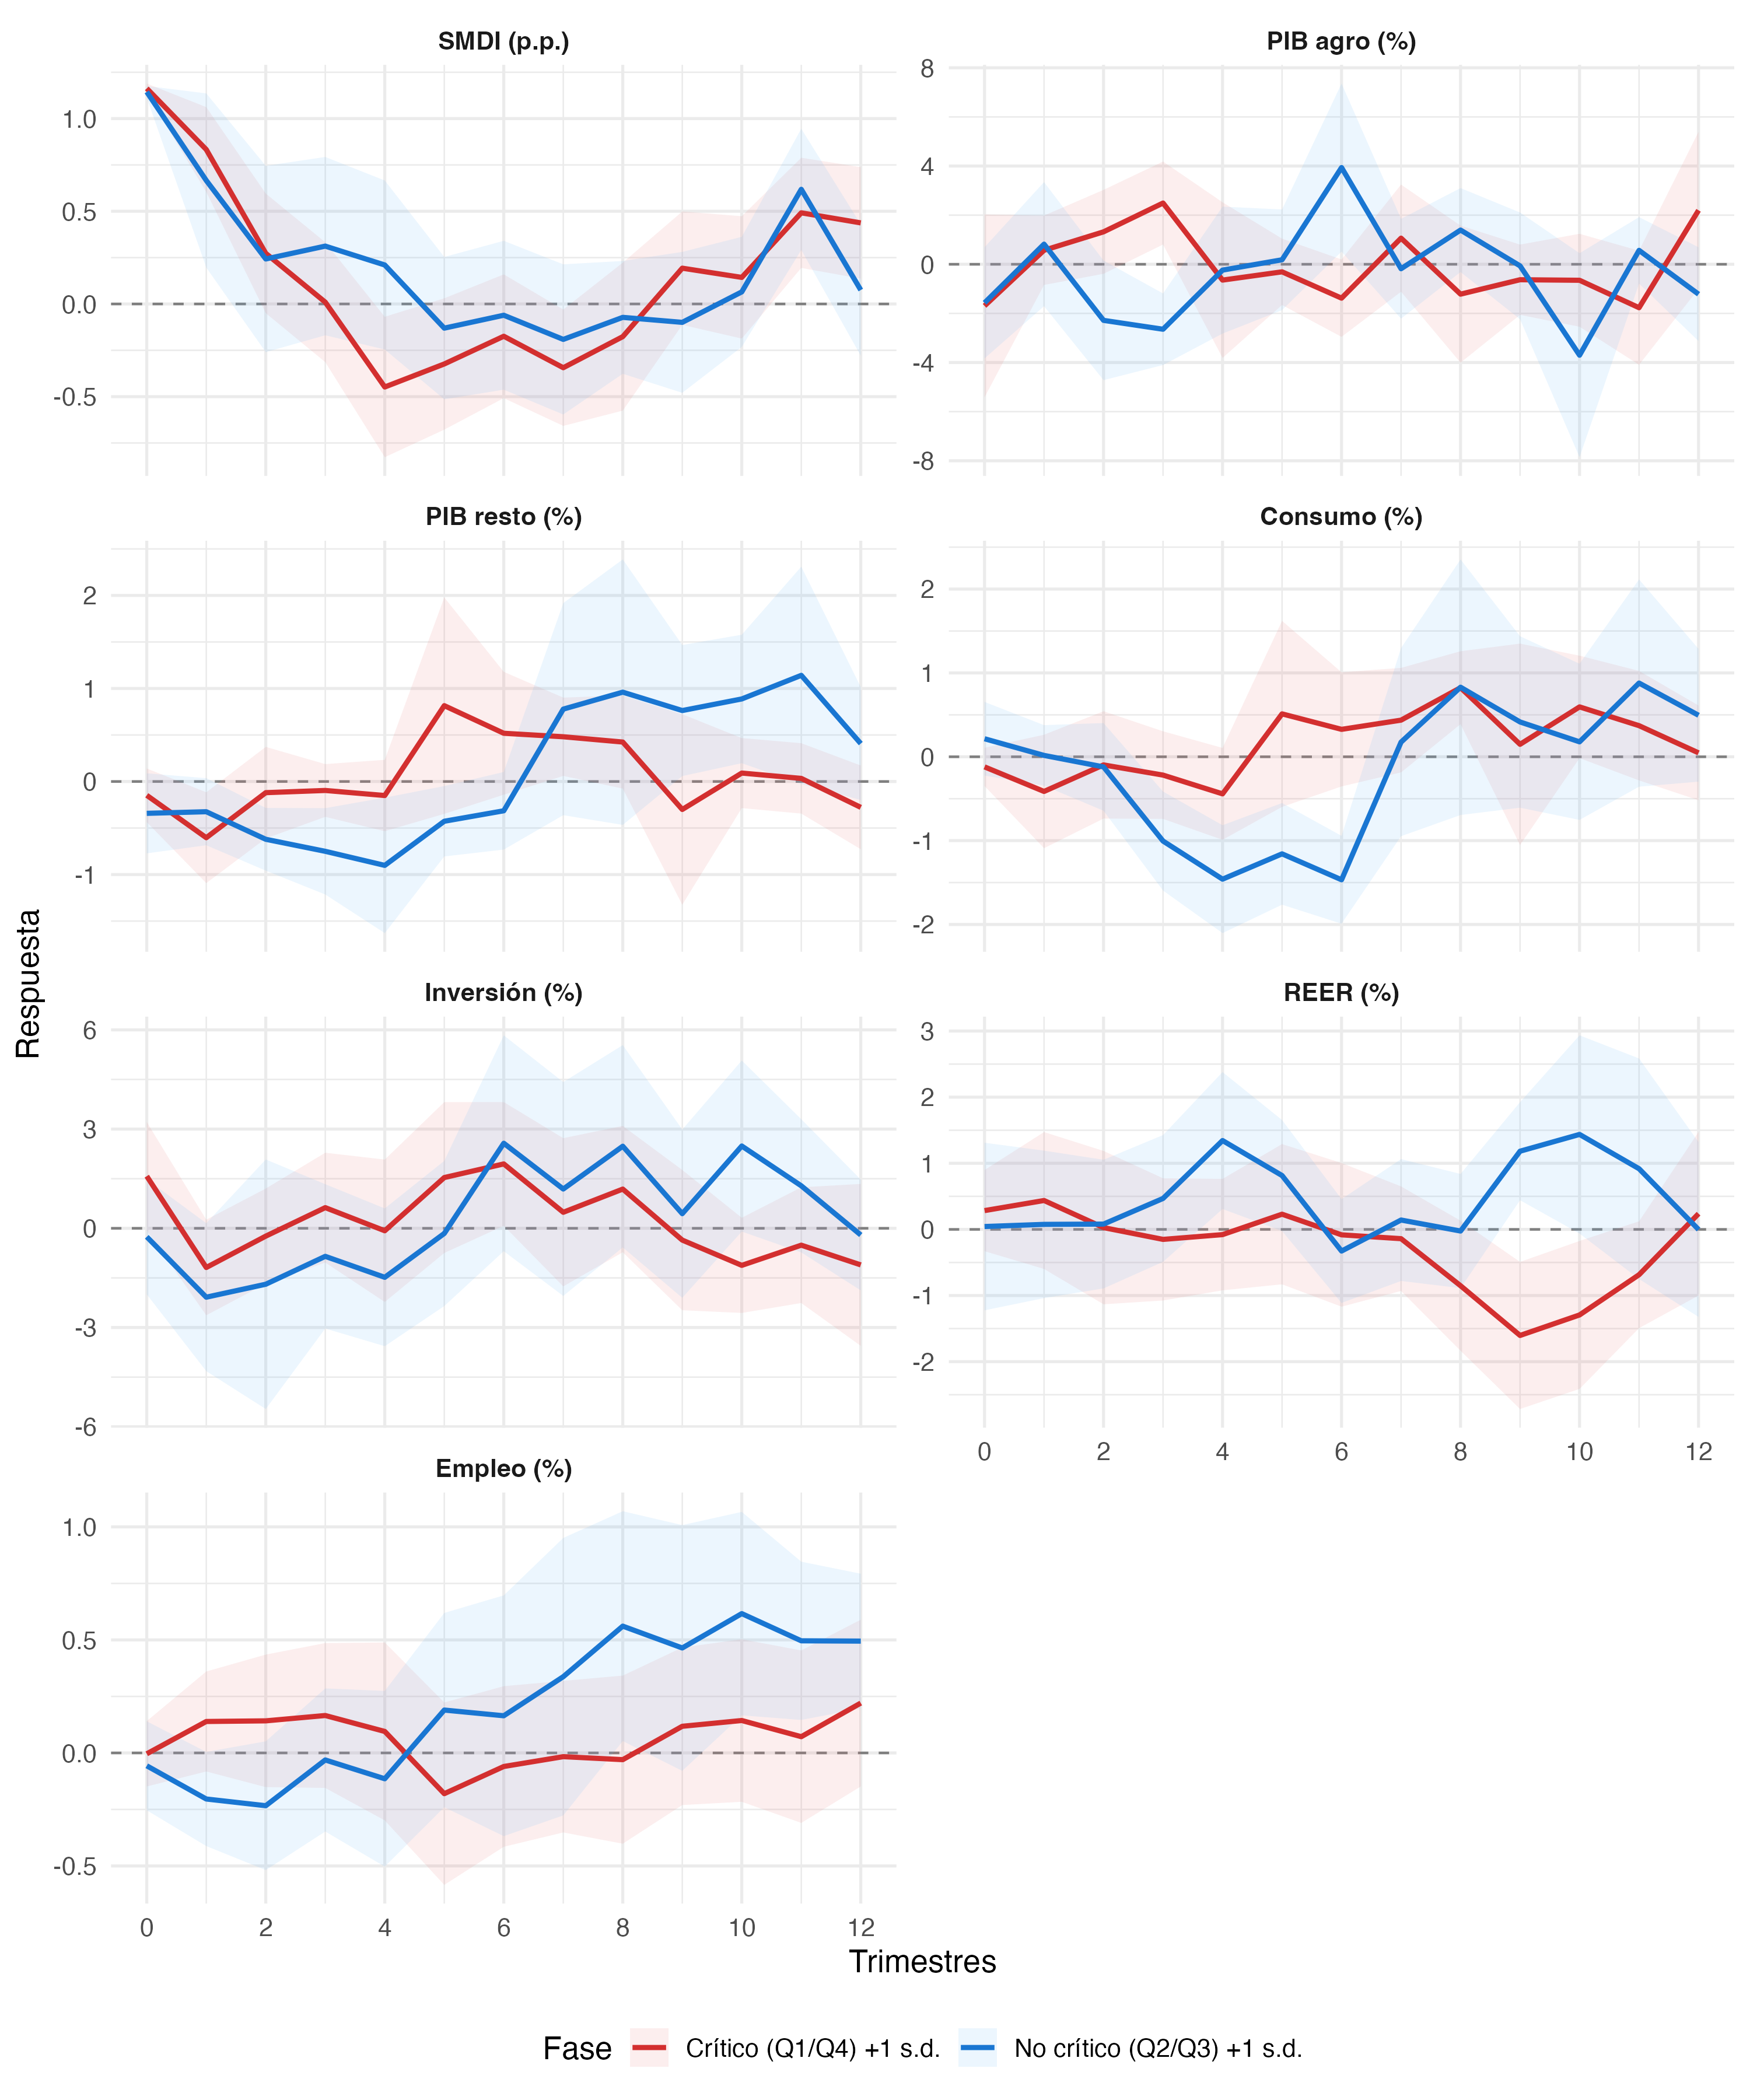 SMDI (p.p.)
1.0
0.5
0.0
-0.5
PIB agro (%)
8
4
0
-4
-8
PIB resto (%)
2
1
0
-1
Consumo (%)
2
1
0
-1
-2
Respuesta
Inversión (%)
6
3
0
-3
-6
REER (%)
3
2
1
0
-1
-2
0 2 4 6 8 10 12
Empleo (%)
1.0
0.5
0.0
-0.5
0 2 4 6 8 10 12
Trimestres
Fase Crítico (Q1/Q4) +1 s.d. No crítico (Q2/Q3) +1 s.d.